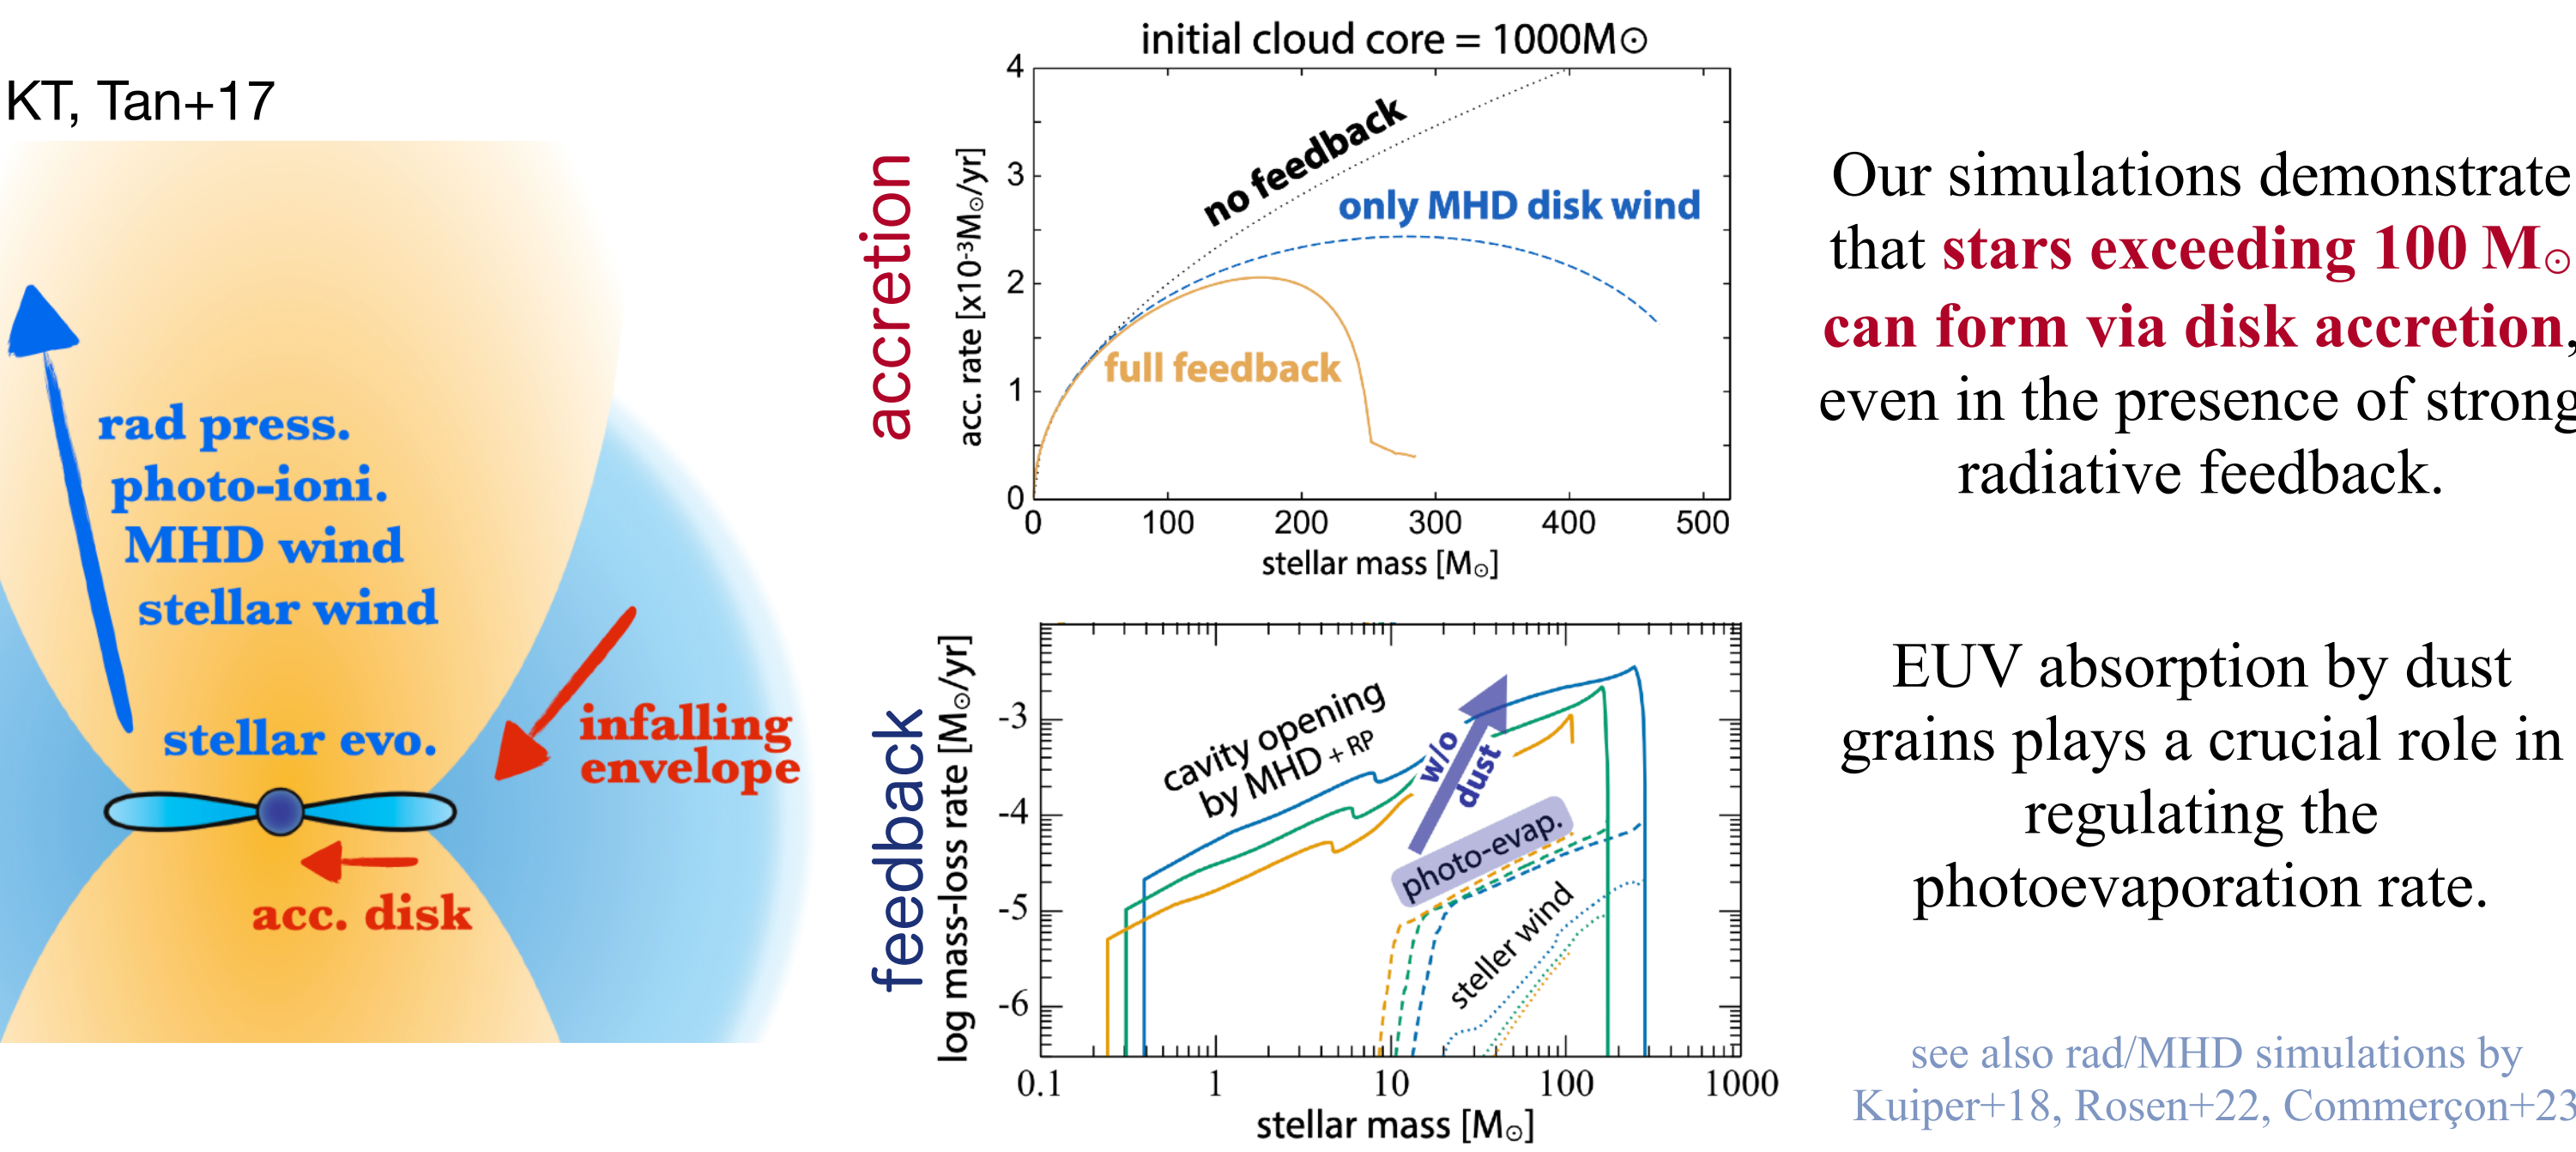 KT, Tan+17
rad press.
photo-ioni.
MHD wind
stellar wind
stellar evo.
infalling
envelope
acc. disk
accretion
initial cloud core = 1000M⊙
acc. rate [x10⁻³M⊙/yr]
4
3
2
1
0
no feedback
only MHD disk wind
full feedback
0 100 200 300 400 500
stellar mass [M⊙]
feedback
log mass-loss rate [M⊙/yr]
-3
-4
-5
-6
cavity opening
by MHD + RP
w/o
dust
photo-evap.
steller wind
0.1 1 10 100 1000
stellar mass [M⊙]
Our simulations demonstrate
that stars exceeding 100 M⊙
can form via disk accretion,
even in the presence of strong
radiative feedback.
EUV absorption by dust
grains plays a crucial role in
regulating the
photoevaporation rate.
see also rad/MHD simulations by
Kuiper+18, Rosen+22, Commerçon+23